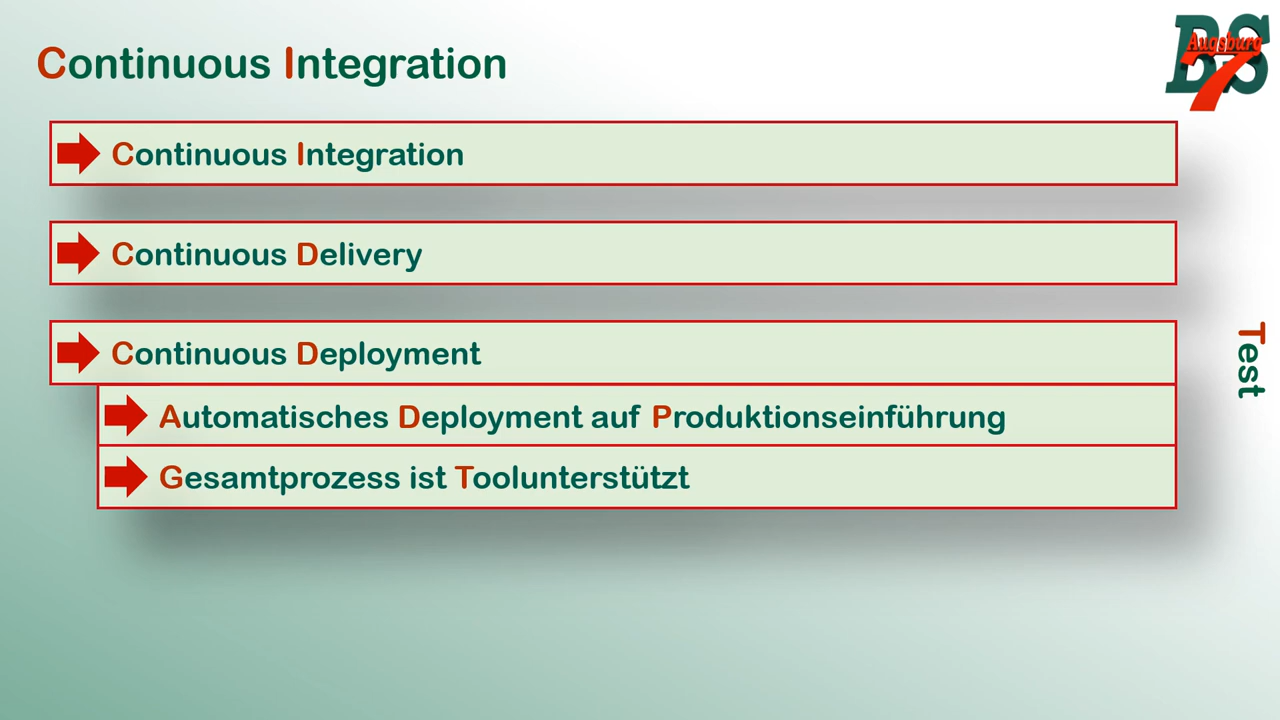 Continuous Integration
BS
Augsburg
7
Continuous Integration
Continuous Delivery
Continuous Deployment
Automatisches Deployment auf Produktionseinführung
Gesamtprozess ist Toolunterstützt
Test